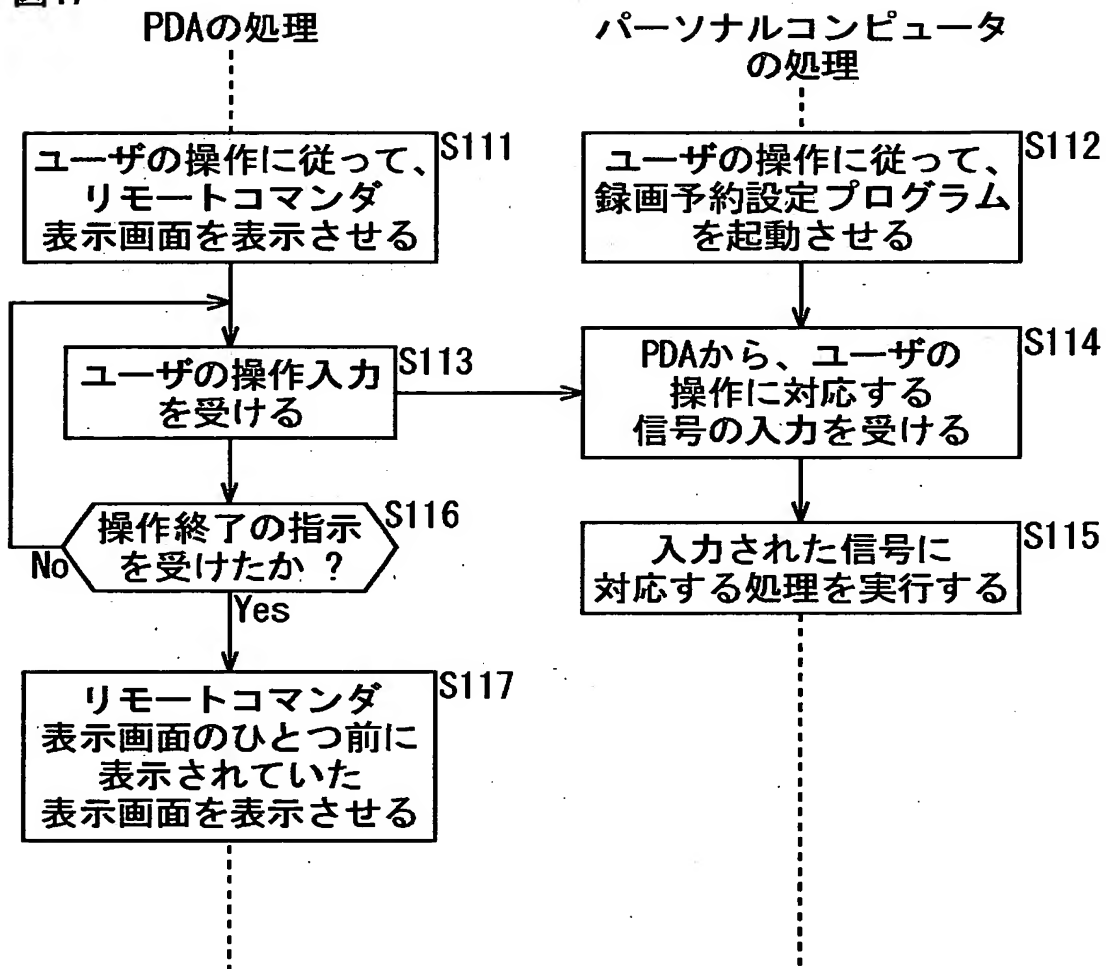 PDAの処理
ユーザの操作に従って、
リモートコマンダ
表示画面を表示させる
S111
ユーザの操作入力
を受ける
S113
操作終了の指示
を受けたか ?
S116
No
Yes
リモートコマンダ
表示画面のひとつ前に
表示されていた
表示画面を表示させる
S117
パーソナルコンピュータ
の処理
ユーザの操作に従って、
録画予約設定プログラム
を起動させる
S112
PDAから、ユーザの
操作に対応する
信号の入力を受ける
S114
入力された信号に
対応する処理を実行する
S115